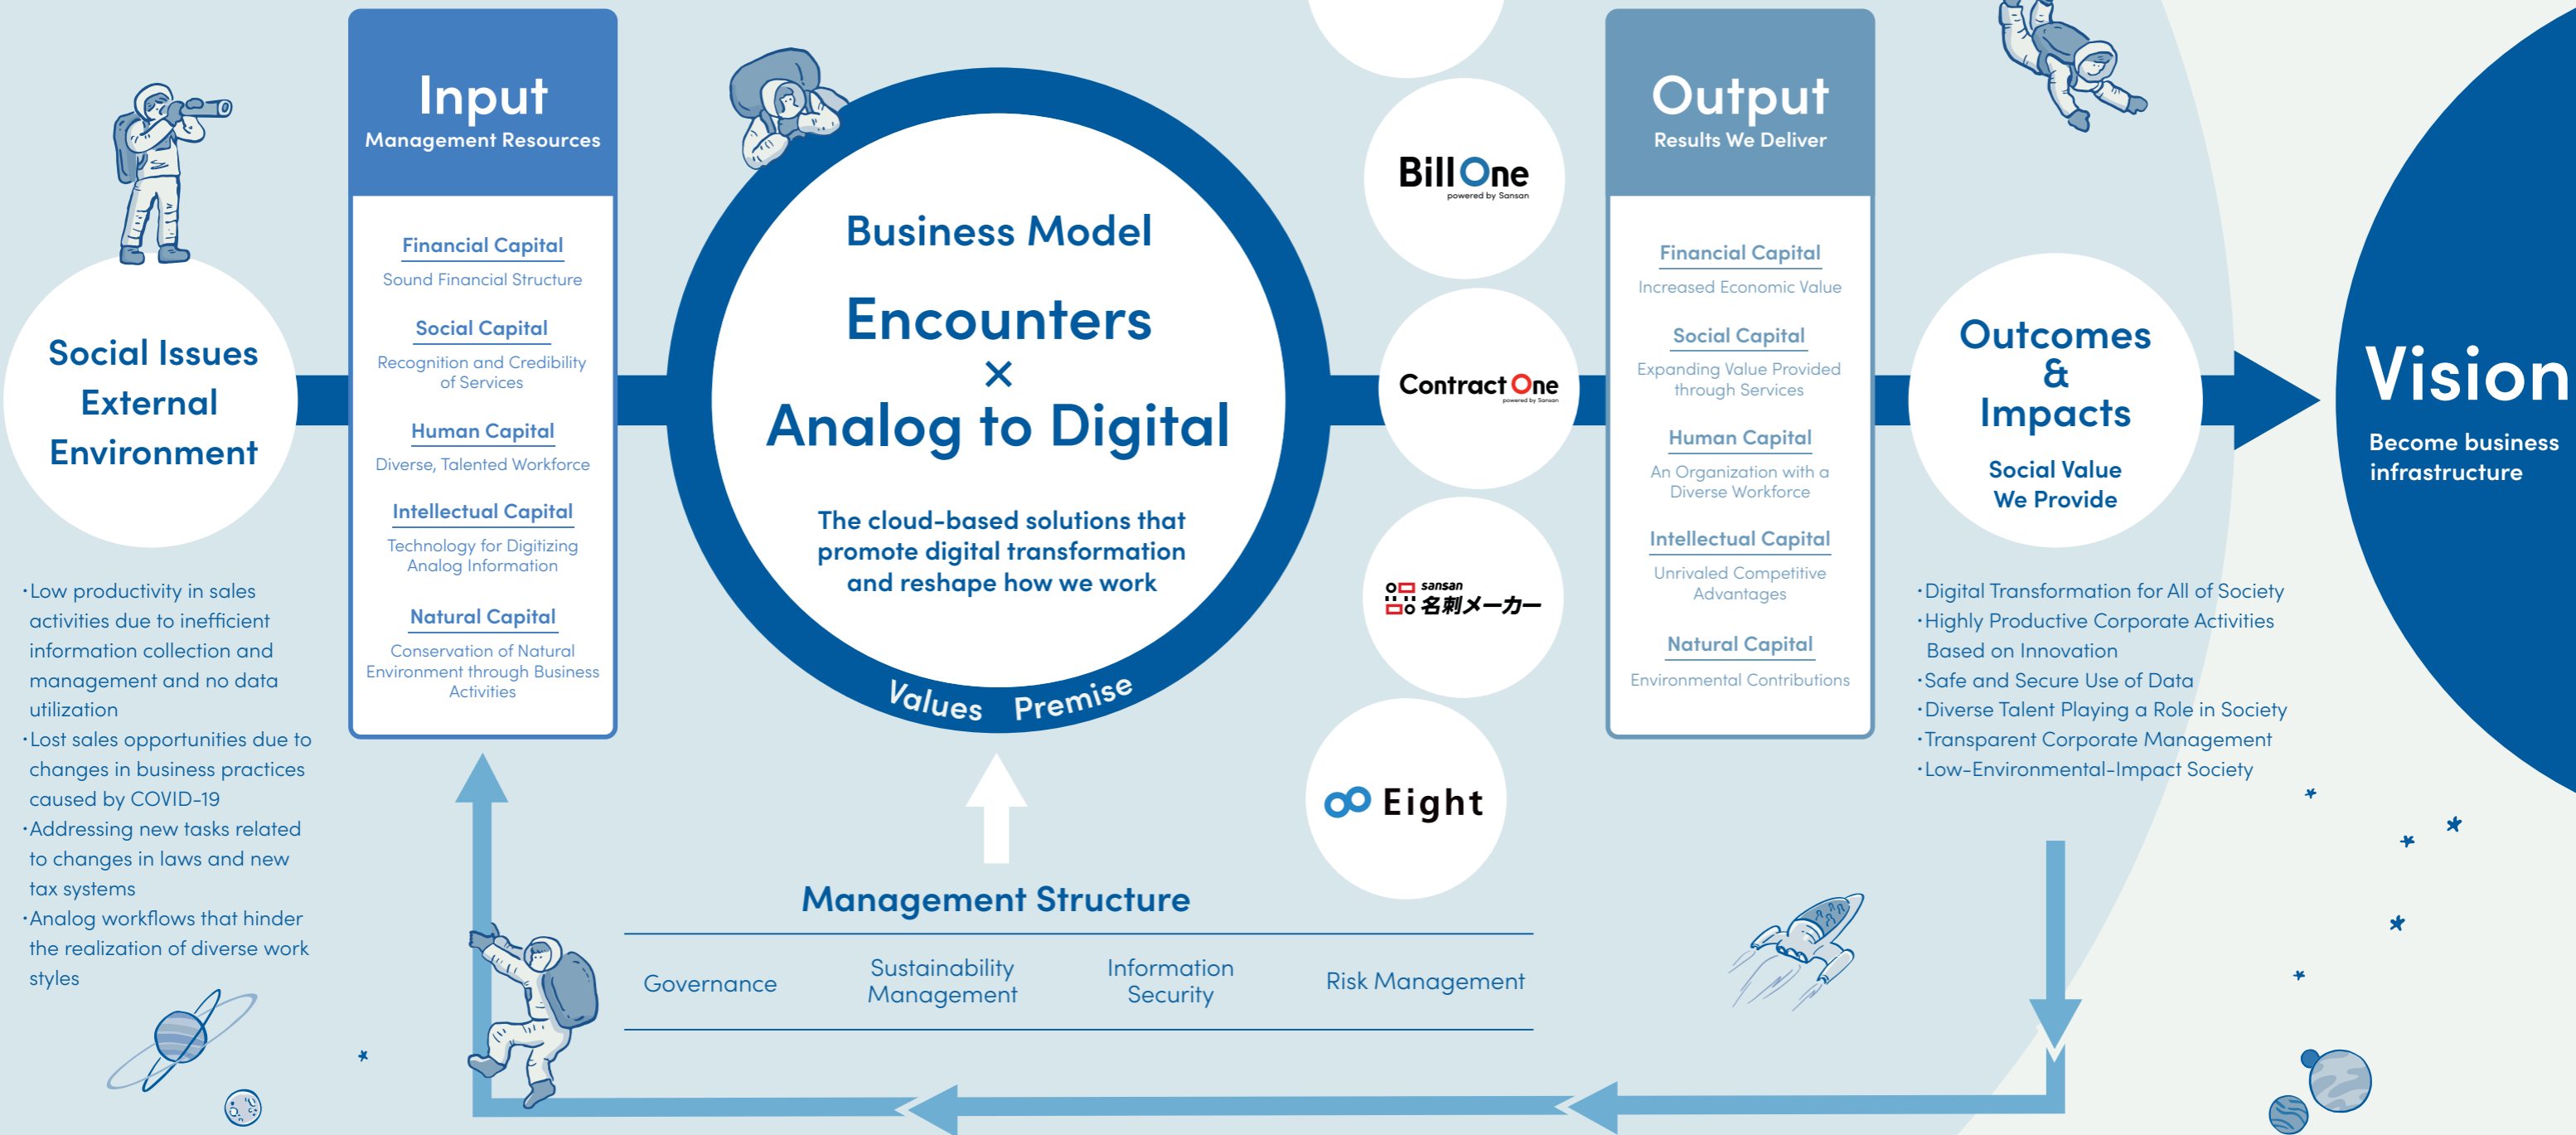 Social Issues
External
Environment
・Low productivity in sales
activities due to inefficient
information collection and
management and no data
utilization
・Lost sales opportunities due to
changes in business practices
caused by COVID-19
・Addressing new tasks related
to changes in laws and new
tax systems
・Analog workflows that hinder
the realization of diverse work
styles
Input
Management Resources
Financial Capital
Sound Financial Structure
Social Capital
Recognition and Credibility
of Services
Human Capital
Diverse, Talented Workforce
Intellectual Capital
Technology for Digitizing
Analog Information
Natural Capital
Conservation of Natural
Environment through Business
Activities
Business Model
Encounters
×
Analog to Digital
The cloud-based solutions that
promote digital transformation
and reshape how we work
Values Premise
Management Structure
Governance
Sustainability
Management
Information
Security
Risk Management
Bill One
powered by Sansan
Contract One
powered by Sansan
sansan
名刺メーカー
Eight
Output
Results We Deliver
Financial Capital
Increased Economic Value
Social Capital
Expanding Value Provided
through Services
Human Capital
An Organization with a
Diverse Workforce
Intellectual Capital
Unrivaled Competitive
Advantages
Natural Capital
Environmental Contributions
Outcomes
&
Impacts
Social Value
We Provide
・Digital Transformation for All of Society
・Highly Productive Corporate Activities
Based on Innovation
・Safe and Secure Use of Data
・Diverse Talent Playing a Role in Society
・Transparent Corporate Management
・Low-Environmental-Impact Society
Vision
Become business
infrastructure